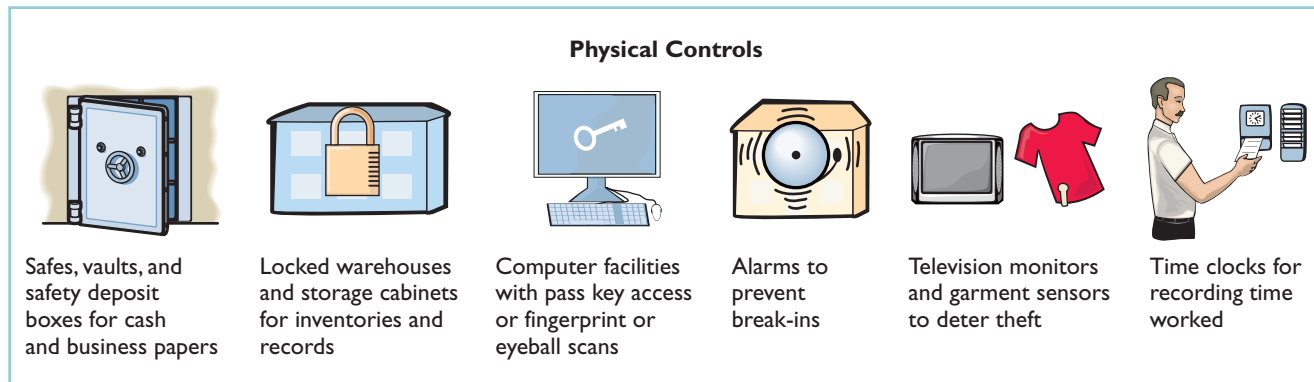 Physical Controls
Safes, vaults, and
safety deposit
boxes for cash
and business papers
Locked warehouses
and storage cabinets
for inventories and
records
Computer facilities
with pass key access
or fingerprint or
eyeball scans
Alarms to
prevent
break-ins
Television monitors
and garment sensors
to deter theft
Time clocks for
recording time
worked